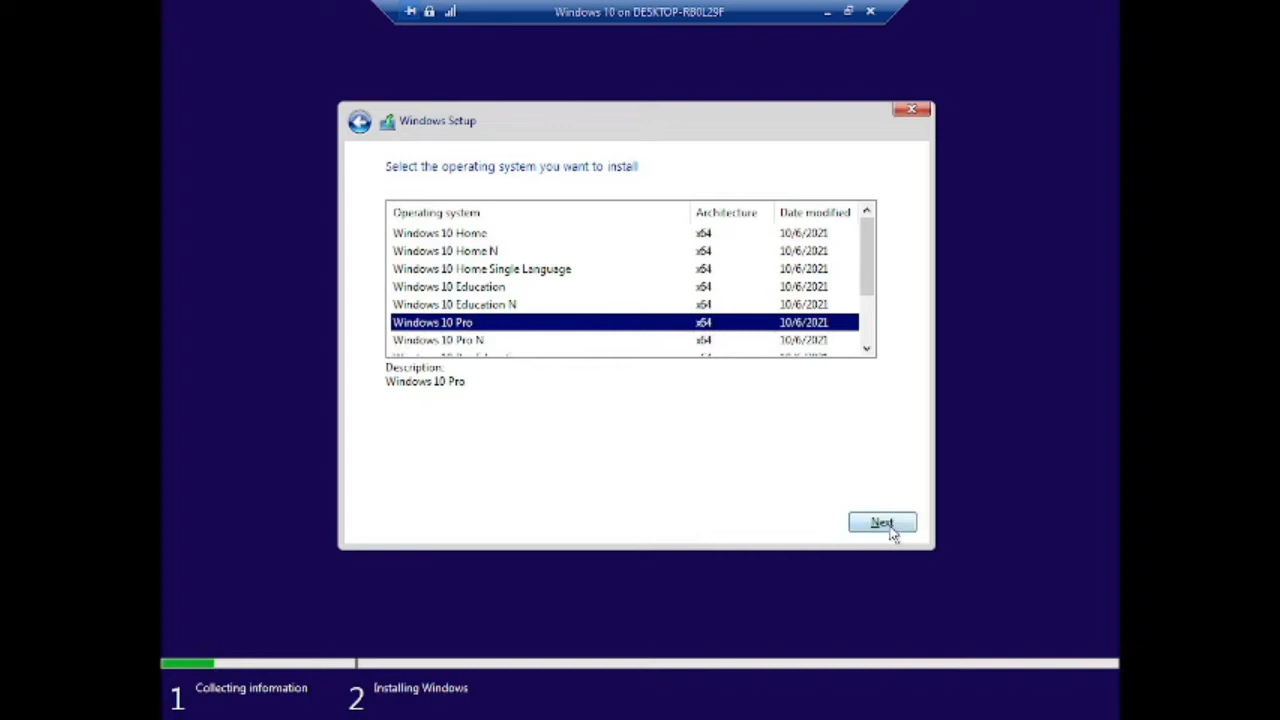 Windows 10 on DESKTOP-RB0L29F
Windows Setup
Select the operating system you want to install
Operating system Architecture Date modified
Windows 10 Home x64 10/6/2021
Windows 10 Home N x64 10/6/2021
Windows 10 Home Single Language x64 10/6/2021
Windows 10 Education x64 10/6/2021
Windows 10 Education N x64 10/6/2021
Windows 10 Pro x64 10/6/2021
Windows 10 Pro N x64 10/6/2021
Description:
Windows 10 Pro
Next
1 Collecting information
2 Installing Windows